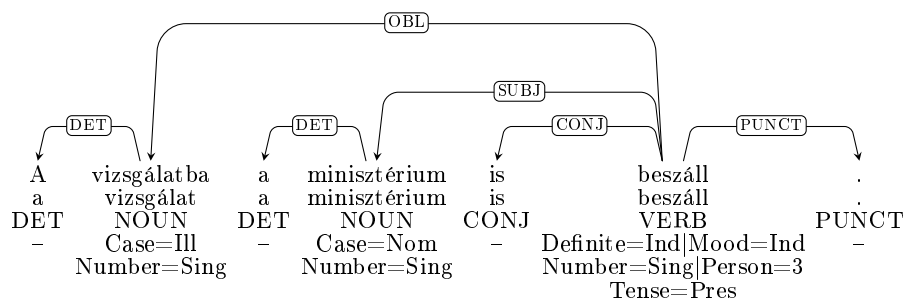 OBL
SUBJ
DET DET CONJ PUNCT
A vizsgálatba a minisztérium is beszáll .
a vizsgálat a minisztérium is beszáll .
DET NOUN DET NOUN CONJ VERB PUNCT
– Case=Ill – Case=Nom – Definite=Ind|Mood=Ind –
Number=Sing Number=Sing Number=Sing|Person=3
Tense=Pres